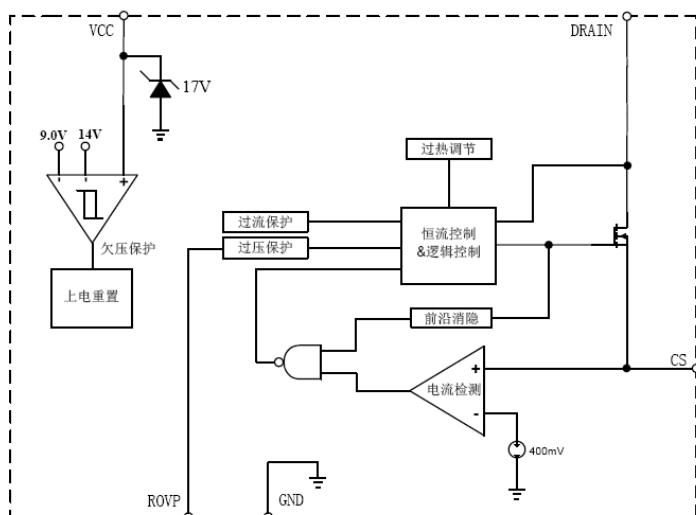 VCC
DRAIN
17V
9.0V
14V
过热调节
过流保护
过压保护
恒流控制
&逻辑控制
欠压保护
上电重置
前沿消隐
CS
电流检测
400mV
ROVP
GND